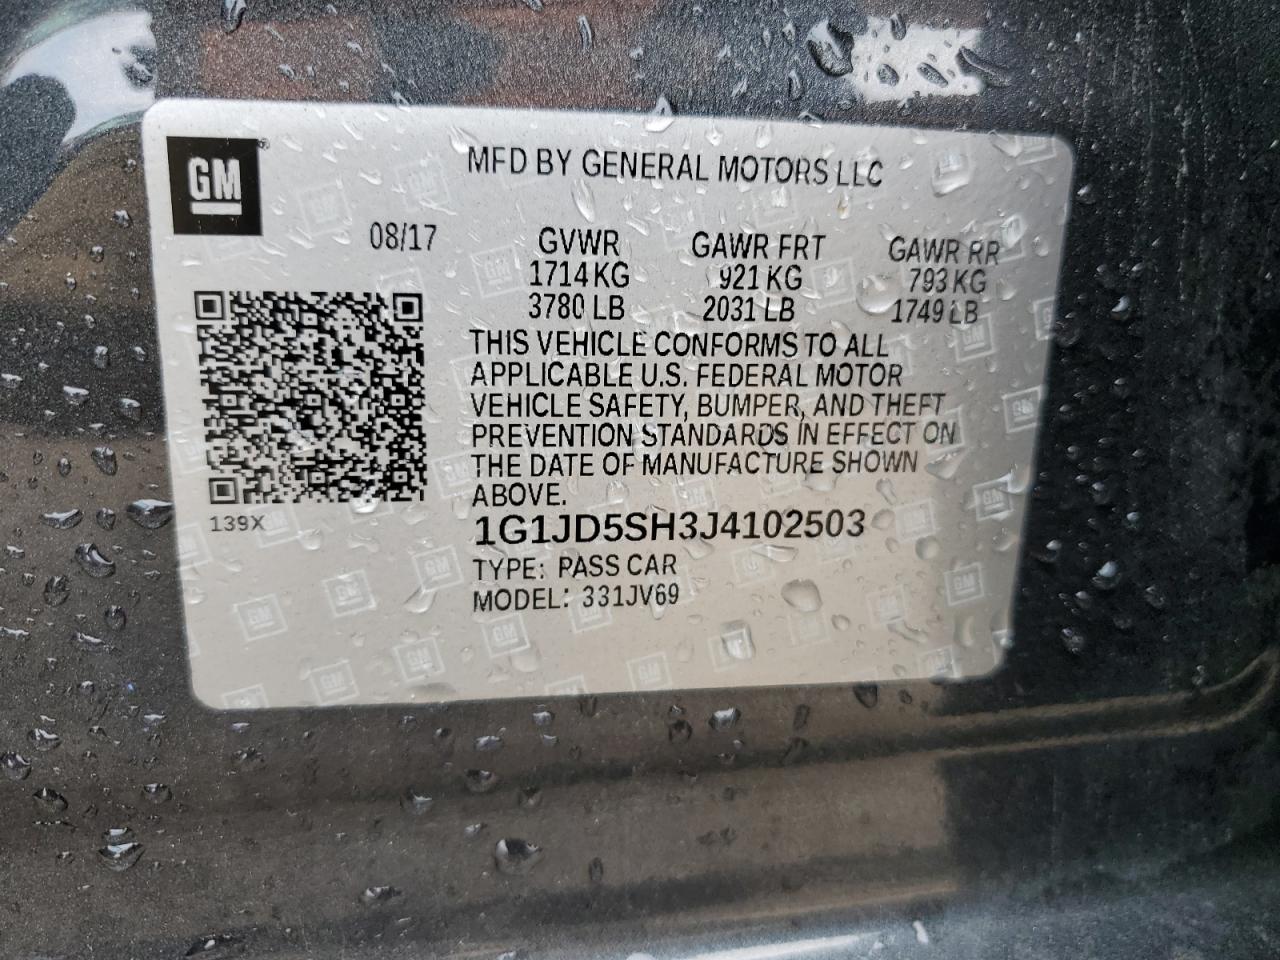 GM
MFD BY GENERAL MOTORS LLC
08/17
GVWR GAWR FRT GAWR RR
1714 KG 921 KG 793 KG
3780 LB 2031 LB 1749 LB
THIS VEHICLE CONFORMS TO ALL
APPLICABLE U.S. FEDERAL MOTOR
VEHICLE SAFETY, BUMPER, AND THEFT
PREVENTION STANDARDS IN EFFECT ON
THE DATE OF MANUFACTURE SHOWN
ABOVE.
139X
1G1JD5SH3J4102503
TYPE: PASS CAR
MODEL: 331JV69